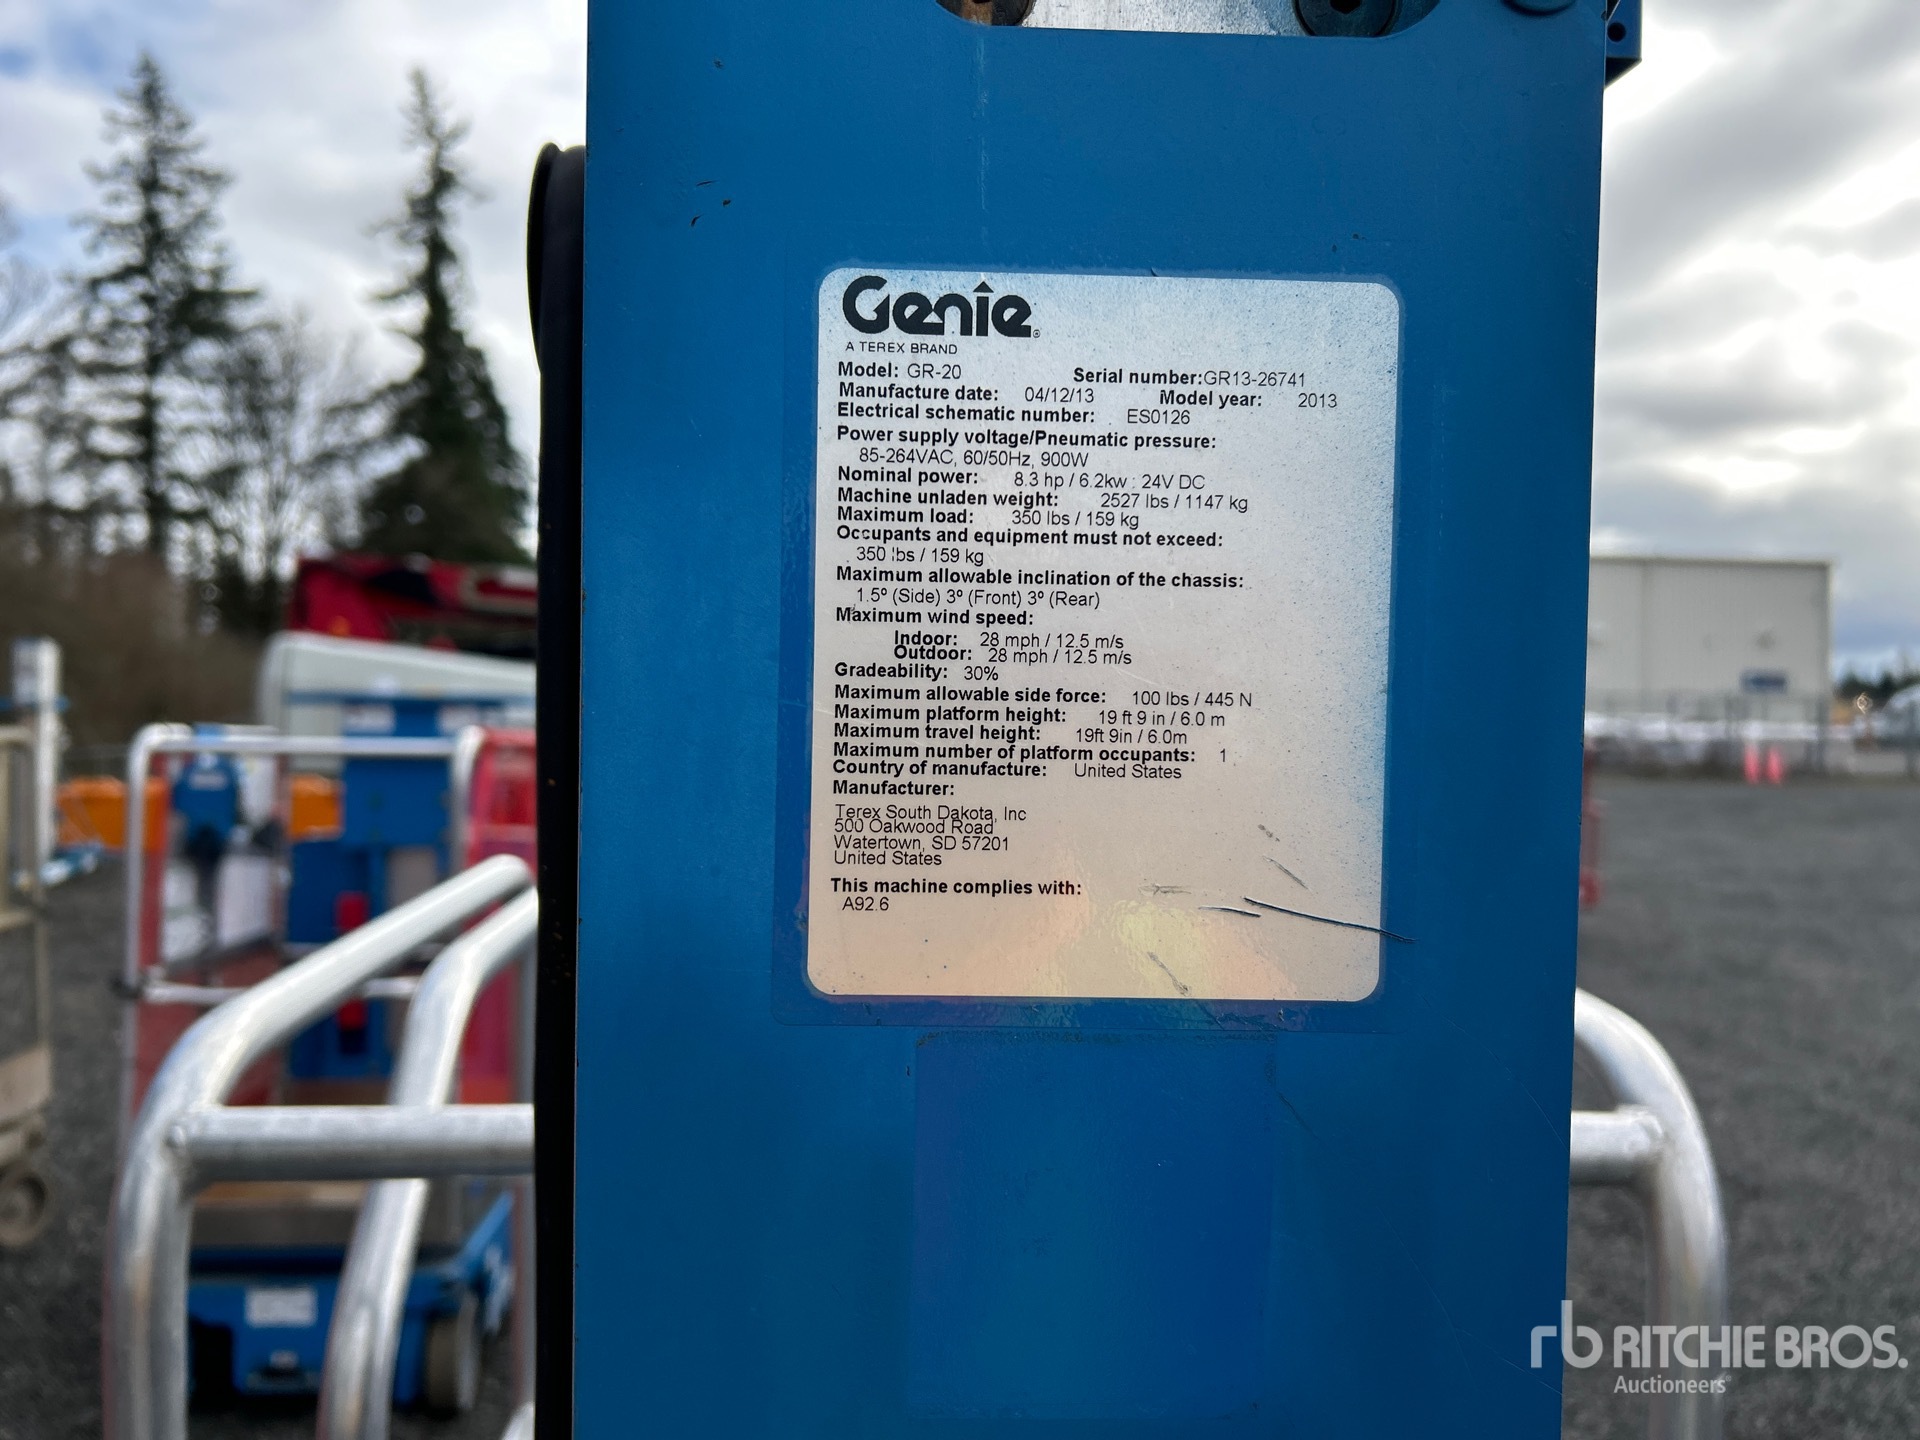 Genie®
A TEREX BRAND
Model: GR-20 Serial number:GR13-26741
Manufacture date: 04/12/13 Model year: 2013
Electrical schematic number: ES0126
Power supply voltage/Pneumatic pressure:
85-264VAC, 60/50Hz, 900W
Nominal power: 8.3 hp / 6.2kw : 24V DC
Machine unladen weight: 2527 lbs / 1147 kg
Maximum load: 350 lbs / 159 kg
Occupants and equipment must not exceed:
350 lbs / 159 kg
Maximum allowable inclination of the chassis:
1.5º (Side) 3º (Front) 3º (Rear)
Maximum wind speed:
Indoor: 28 mph / 12.5 m/s
Outdoor: 28 mph / 12.5 m/s
Gradeability: 30%
Maximum allowable side force: 100 lbs / 445 N
Maximum platform height: 19 ft 9 in / 6.0 m
Maximum travel height: 19ft 9in / 6.0m
Maximum number of platform occupants: 1
Country of manufacture: United States
Manufacturer:
Terex South Dakota, Inc
500 Oakwood Road
Watertown, SD 57201
United States
This machine complies with:
A92.6
rb RITCHIE BROS.
Auctioneers